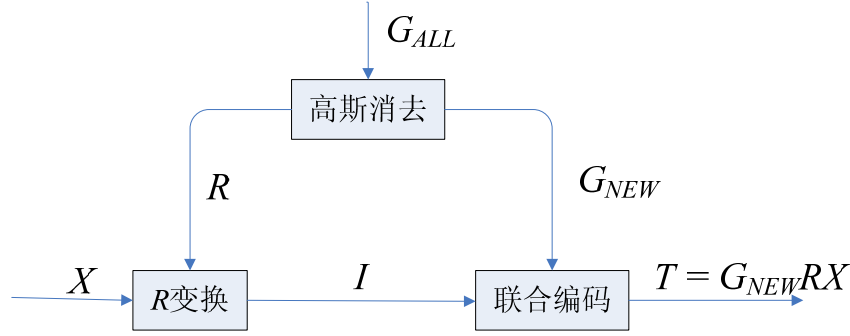 G_ALL
高斯消去
R
G_NEW
X
R变换
I
联合编码
T = G_NEW RX